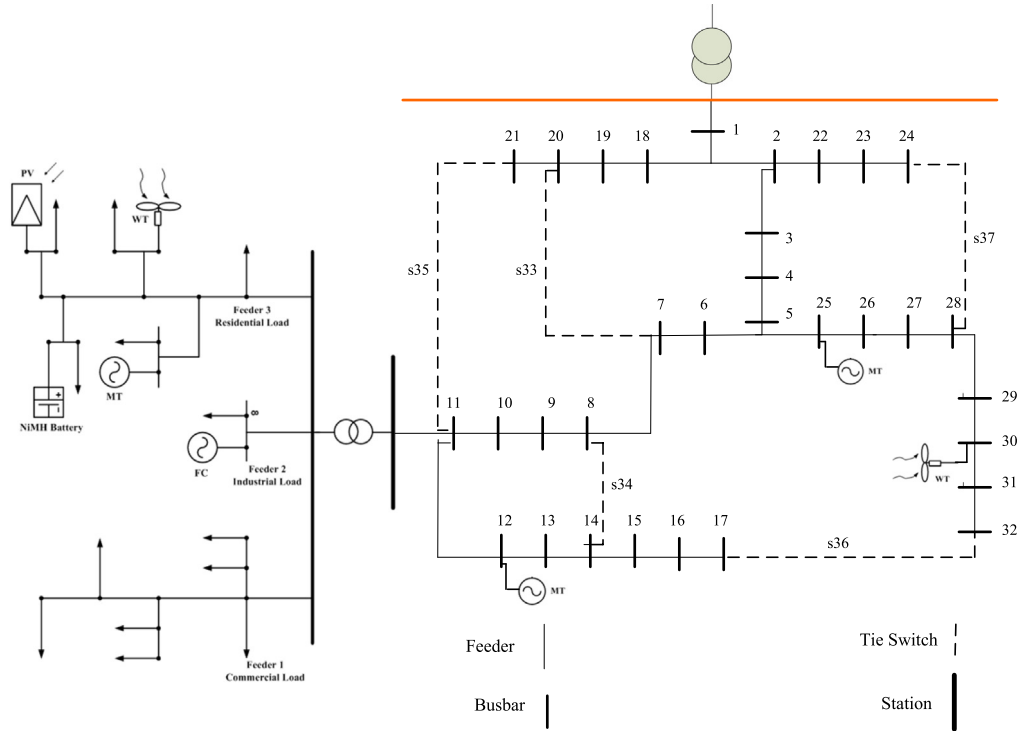 1
21 20 19 18 2 22 23 24
PV
WT
3
s35 s33 s37
4
7 6 5 25 26 27 28
Feeder 3
Residential Load
MT
MT
+
-
NiMH Battery
11 10 9 8 29
8
30
FC
Feeder 2
Industrial Load
WT
s34
31
12 13 14 15 16 17 32
s36
MT
Feeder Tie Switch
Feeder 1
Commercial Load
Busbar Station